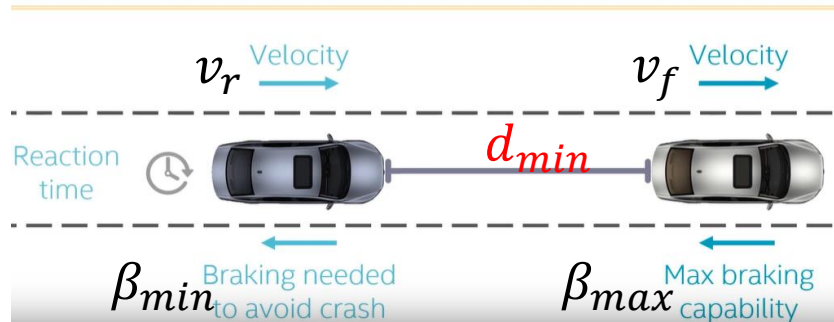 v_r Velocity
v_f Velocity
Reaction
time
d_min
β_min Braking needed
to avoid crash
β_max Max braking
capability